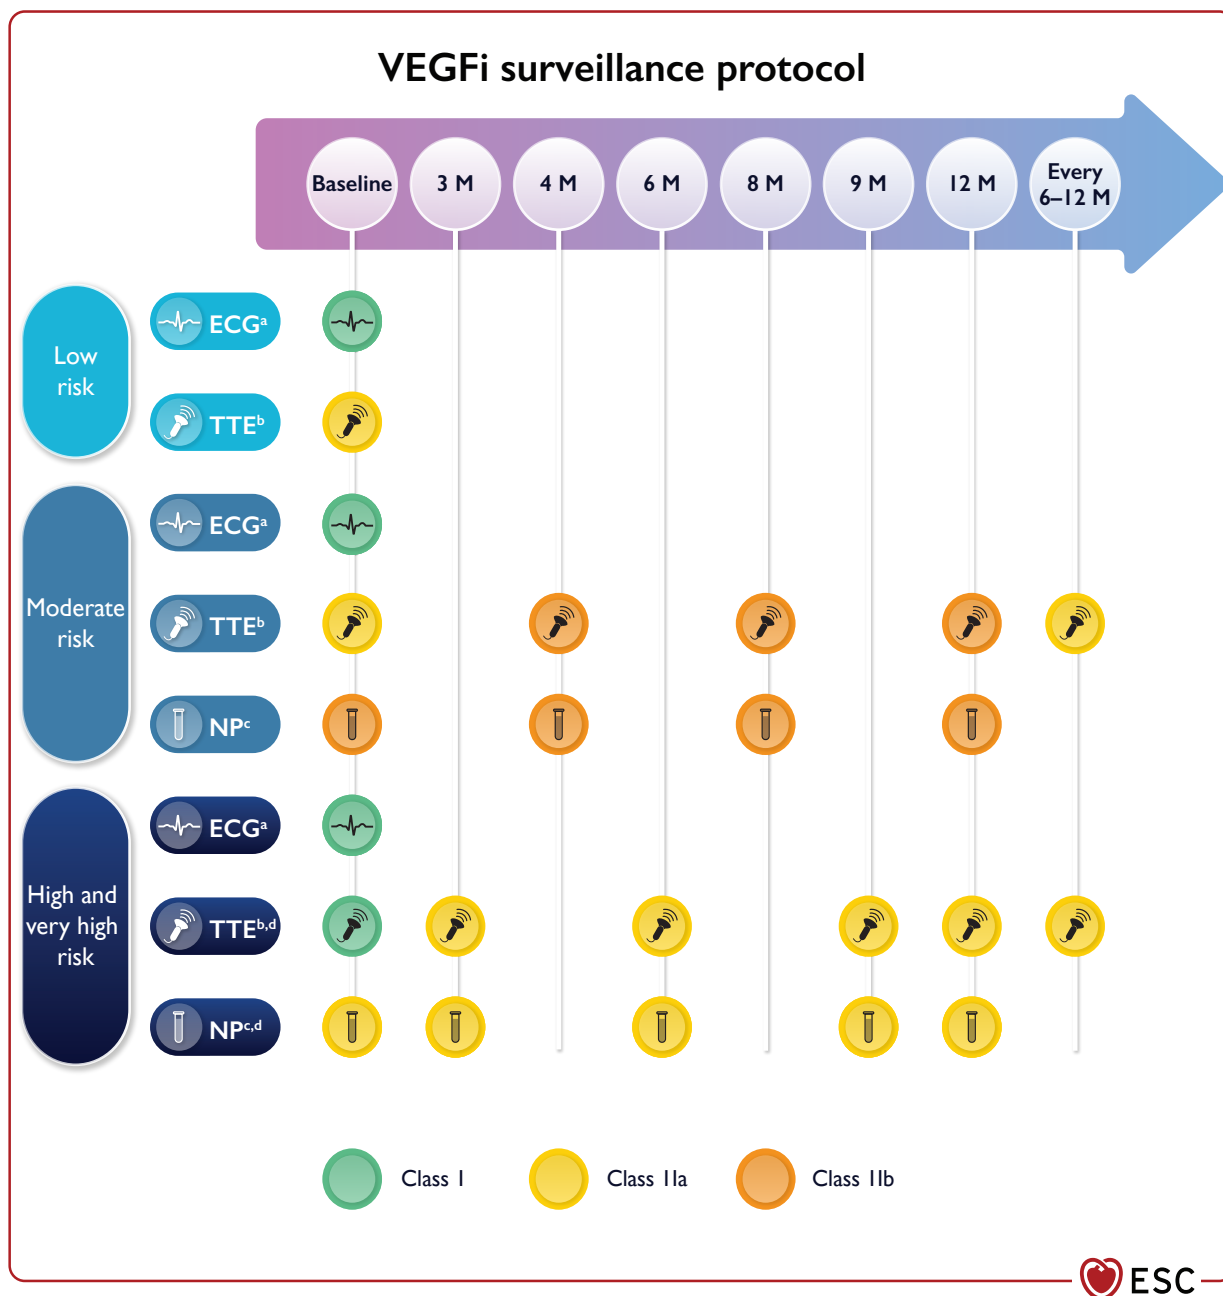 VEGFi surveillance protocol
Baseline
3 M
4 M
6 M
8 M
9 M
12 M
Every
6–12 M
Low
risk
ECGᵃ
TTEᵇ
Moderate
risk
ECGᵃ
TTEᵇ
NPᶜ
High and
very high
risk
ECGᵃ
TTEᵇ,ᵈ
NPᶜ,ᵈ
Class I
Class IIa
Class IIb
ESC